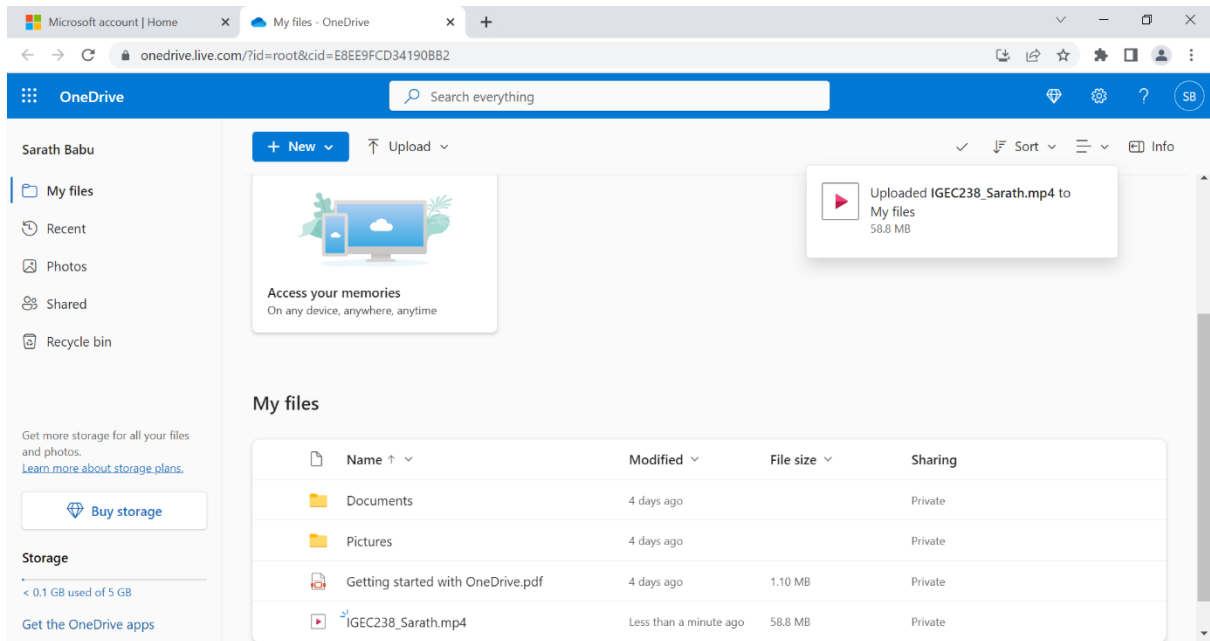 Microsoft account | Home
My files - OneDrive
onedrive.live.com/?id=root&cid=E8EE9FCD34190BB2
OneDrive
Search everything
SB
Sarath Babu
My files
Recent
Photos
Shared
Recycle bin
Get more storage for all your files
and photos.
Learn more about storage plans.
Buy storage
Storage
< 0.1 GB used of 5 GB
Get the OneDrive apps
New
Upload
Sort
Info
Uploaded IGEC238_Sarath.mp4 to
My files
58.8 MB
Access your memories
On any device, anywhere, anytime
My files
Name Modified File size Sharing
Documents 4 days ago Private
Pictures 4 days ago Private
Getting started with OneDrive.pdf 4 days ago 1.10 MB Private
IGEC238_Sarath.mp4 Less than a minute ago 58.8 MB Private